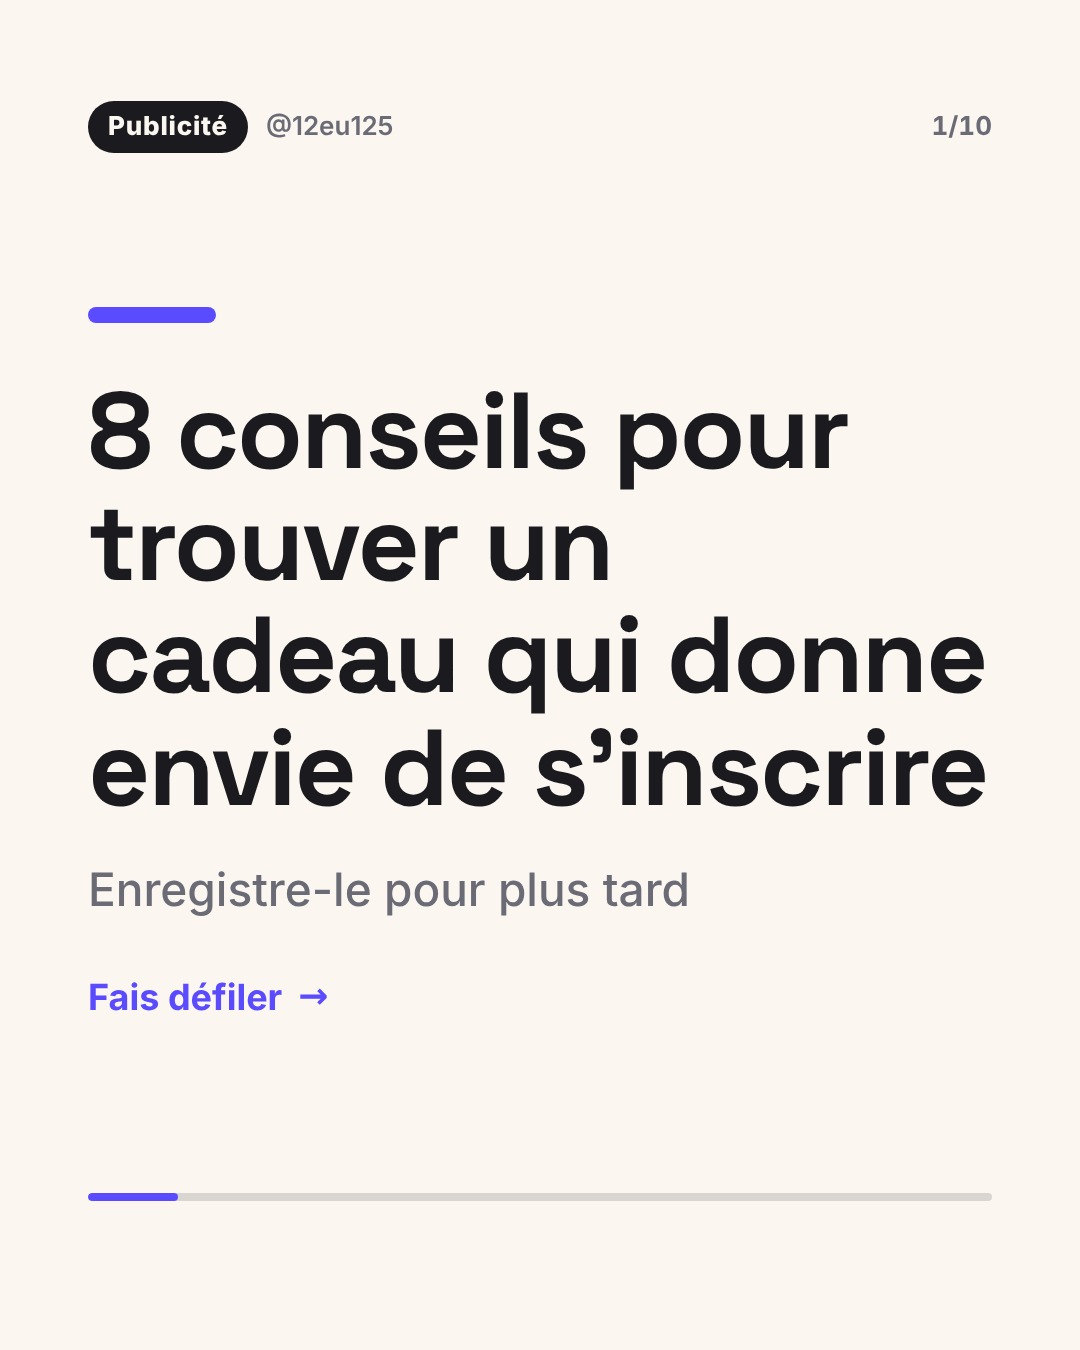 Publicité @12eu125 1/10
8 conseils pour
trouver un
cadeau qui donne
envie de s’inscrire
Enregistre-le pour plus tard
Fais défiler →